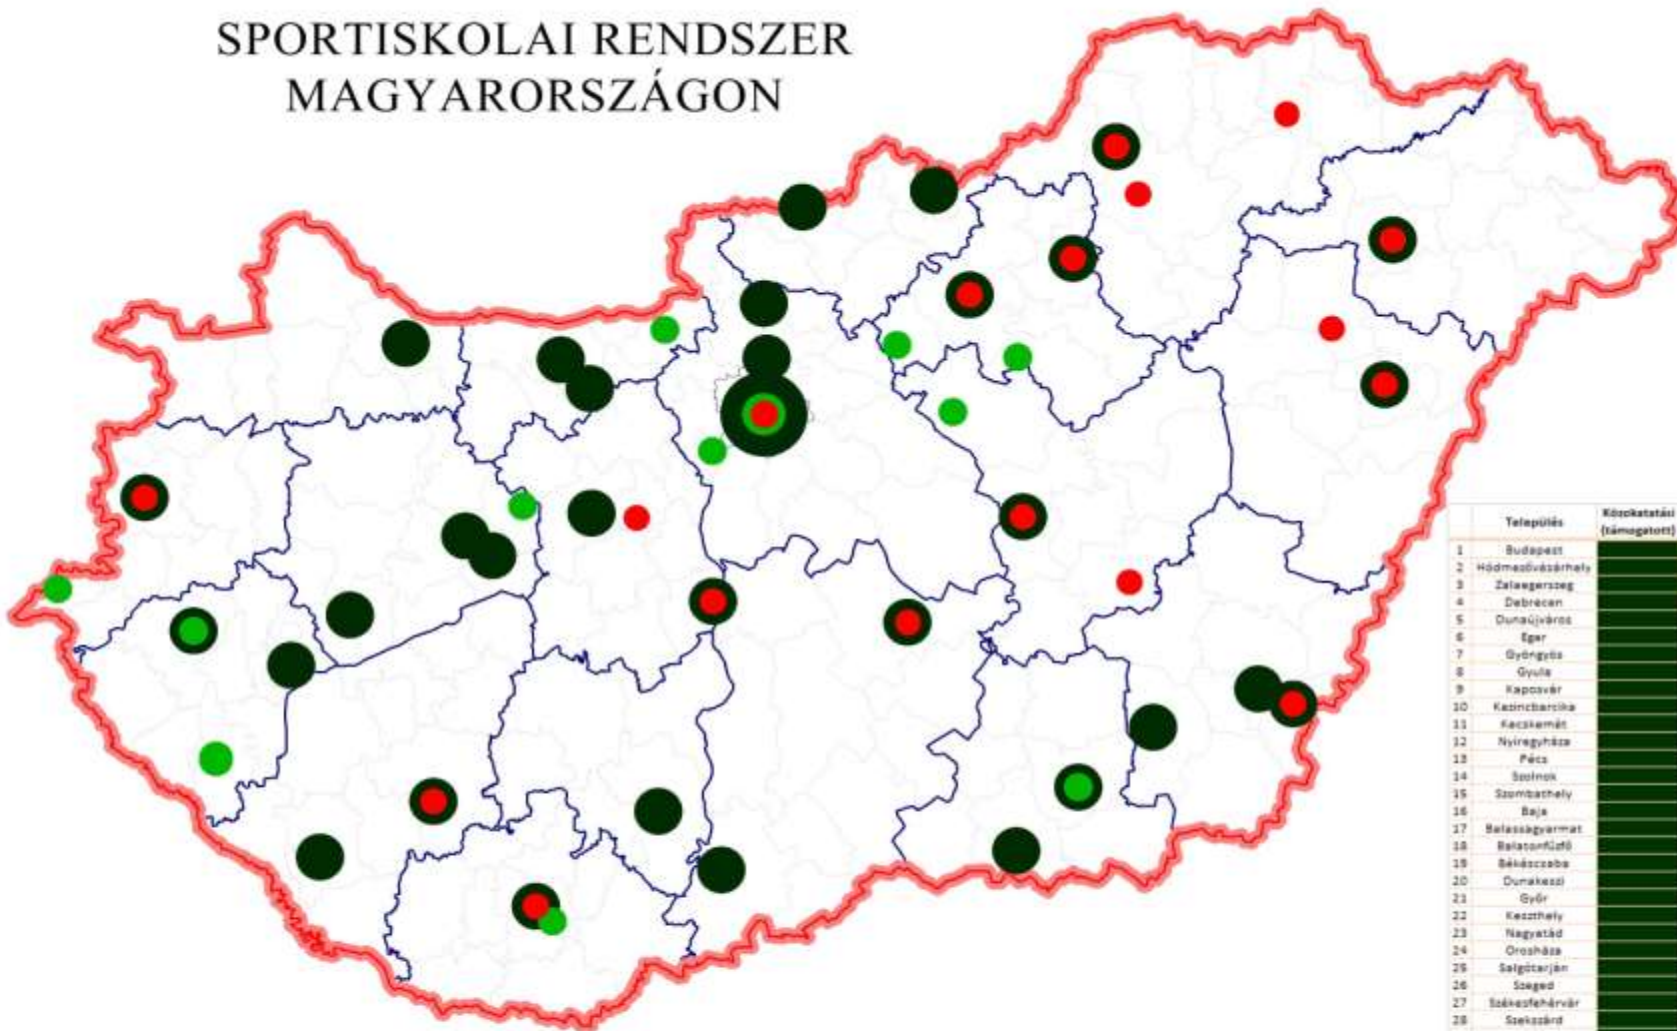 SPORTISKOLAI RENDSZER
MAGYARORSZÁGON
Település Közokatatási (támogatott)
1 Budapest
2 Hódmezővásárhely
3 Zalaegerszeg
4 Debrecen
5 Dunaújváros
6 Eger
7 Gyöngyös
8 Gyula
9 Kaposvár
10 Kazincbarcika
11 Kecskemét
12 Nyíregyháza
13 Pécs
14 Szolnok
15 Szombathely
16 Baja
17 Balassagyarmat
18 Balatonfűzfő
19 Békéscsaba
20 Dunakeszi
21 Győr
22 Keszthely
23 Nagyatád
24 Orosháza
25 Salgótarján
26 Szeged
27 Székesfehérvár
28 Szekszárd